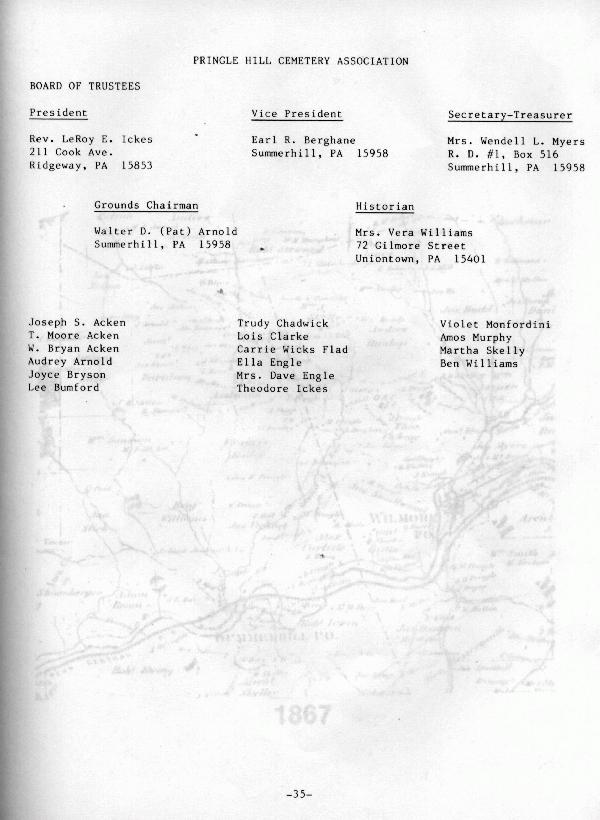 PRINGLE HILL CEMETERY ASSOCIATION
BOARD OF TRUSTEES
President
Rev. LeRoy E. Ickes
211 Cook Ave.
Ridgeway, PA 15853
Vice President
Earl R. Berghane
Summerhill, PA 15958
Secretary-Treasurer
Mrs. Wendell L. Myers
R. D. #1, Box 516
Summerhill, PA 15958
Grounds Chairman
Walter D. (Pat) Arnold
Summerhill, PA 15958
Historian
Mrs. Vera Williams
72 Gilmore Street
Uniontown, PA 15401
Joseph S. Acken
T. Moore Acken
W. Bryan Acken
Audrey Arnold
Joyce Bryson
Lee Bumford
Trudy Chadwick
Lois Clarke
Carrie Wicks Flad
Ella Engle
Mrs. Dave Engle
Theodore Ickes
Violet Monfordini
Amos Murphy
Martha Skelly
Ben Williams
WILMORE
P.O.
SUMMERHILL P.O.
1867
-35-